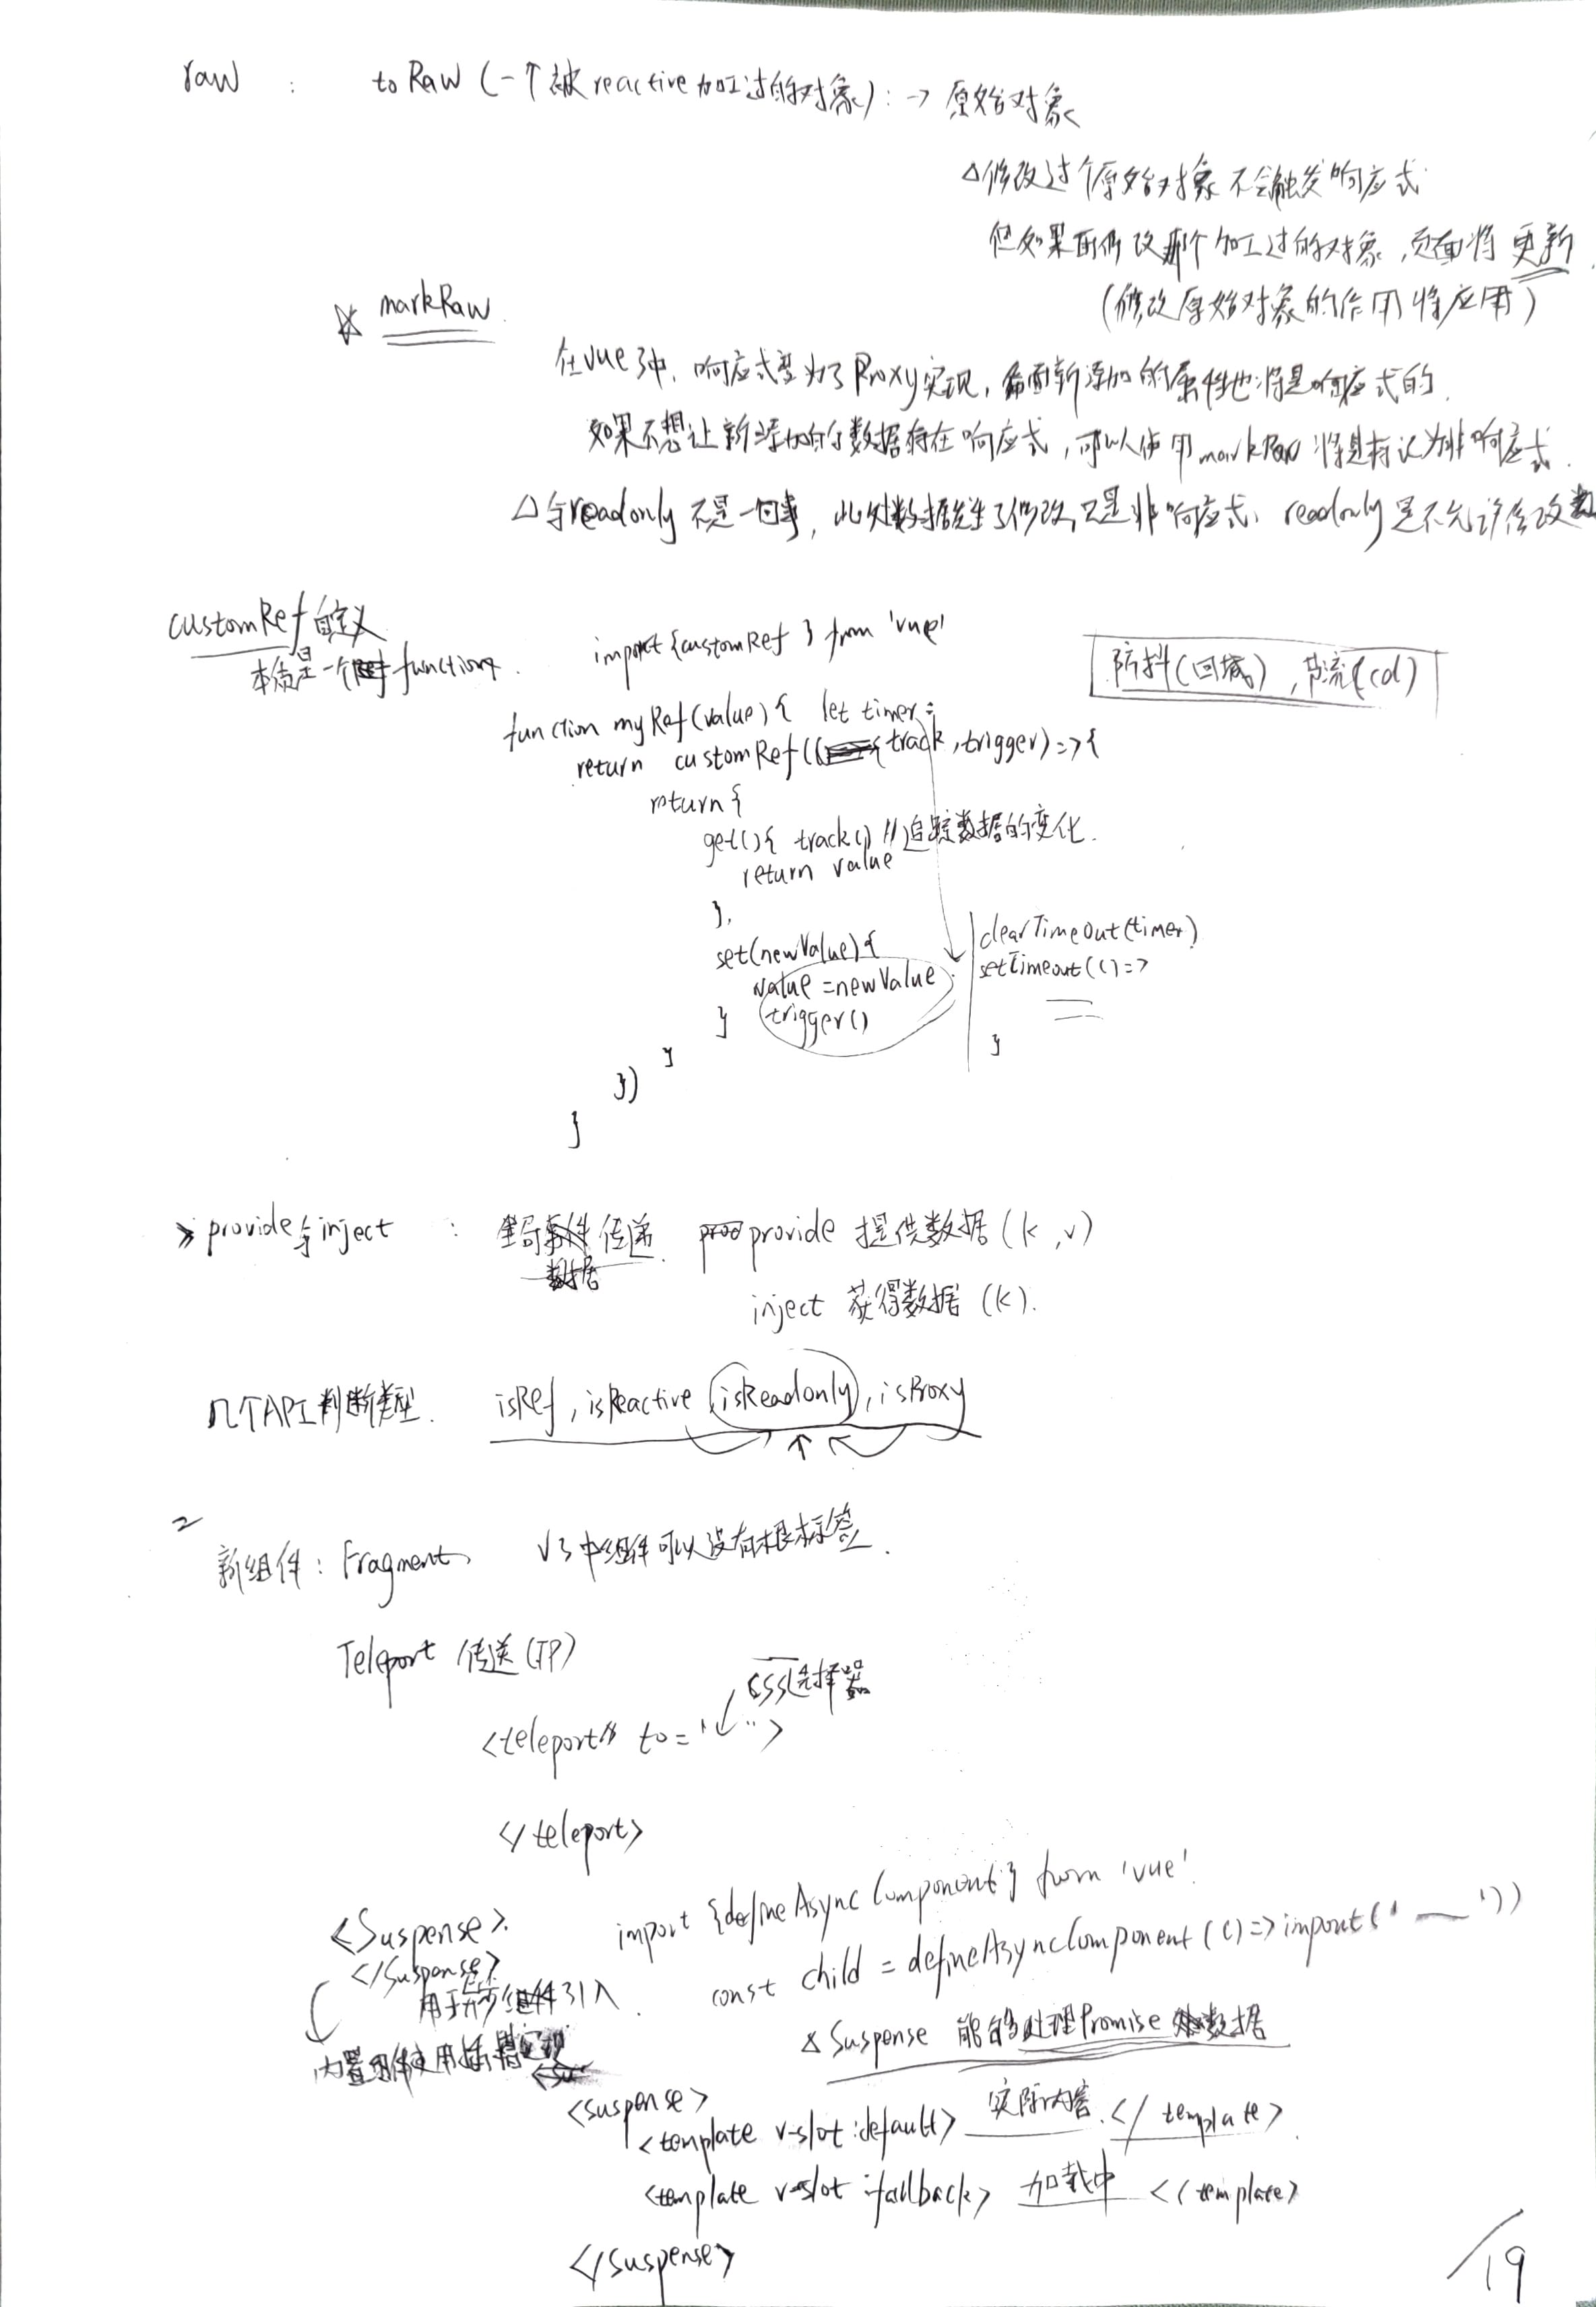 raw : toRaw (一个被reactive加工过的对象) : → 原始对象
△修改过个原始对象不会触发响应式
但如果再修改那个加工过的对象,页面将更新.
(修改原始对象的作用将应用)
☆ markRaw.
在vue3中,响应式变为了Proxy实现,后面新添加的属性也将是响应式的.
如果不想让新添加的数据存在响应式,可以使用markRaw将是标记为非响应式.
△与readonly不是一回事,此处数据发生了修改,只是非响应式、readonly是不允许修改
customRef自定义
本质是一个 function.
import {customRef } from 'vue'
防抖(回城),节流(cd)
function myRef(value){ let timer;
return customRef((track,trigger)=>{
return{
get(){ track() //追踪数据的变化.
return value
},
set(newValue){
value=newValue
trigger()
}
clearTimeOut(timer)
setTimeout(()=>
}
}
})
}
provide与inject : 全局传递. provide 提供数据(k,v)
数据
inject 获得数据(k).
几个API判断类型. isRef,isReactive,isReadonly,isProxy
2
新组件:Fragment、 V3中组件可以没有根标签.
Teleport 传送(TP)
css选择器
<teleport to='..>
</teleport>
<Suspense>.
</Suspense>
用于异步组件引入.
import {defineAsyncComponent} from 'vue'.
const child = defineAsyncComponent(()=>import('—'))
△Suspense 能够处理Promise数据
内置组件使用插槽实现
<suspense>
<template v-slot:default> 实际内容.</template>.
<template v-slot:fallback> 加载中 <(template>
</suspense>
/19